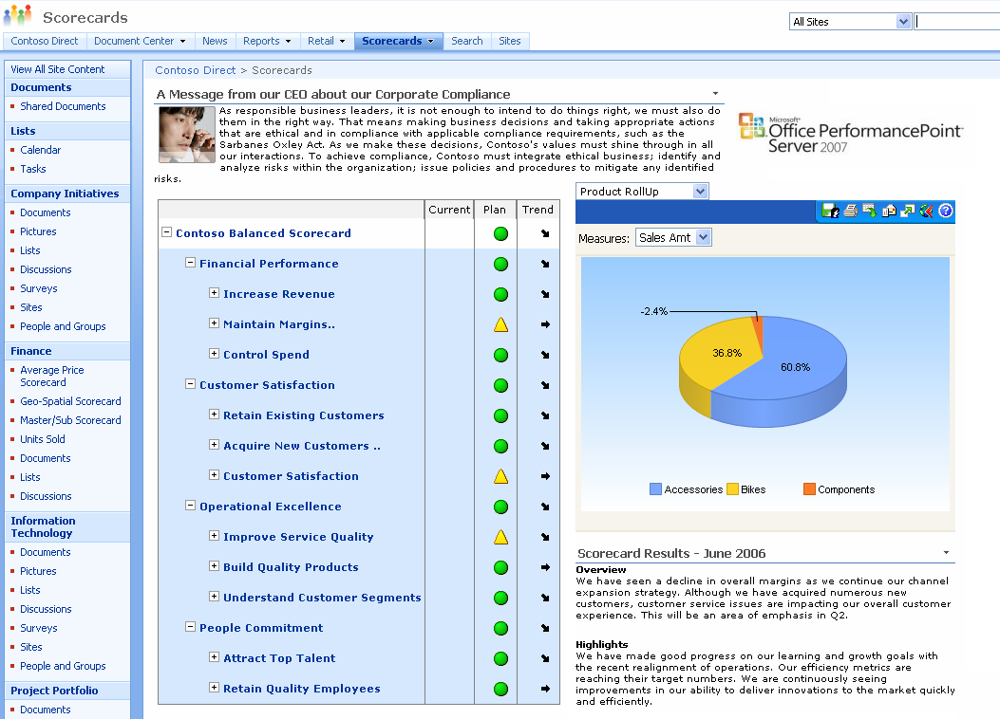 Scorecards
All Sites
Contoso Direct
Document Center
News
Reports
Retail
Scorecards
Search
Sites
View All Site Content
Documents
Shared Documents
Lists
Calendar
Tasks
Company Initiatives
Documents
Pictures
Lists
Discussions
Surveys
Sites
People and Groups
Finance
Average Price
Scorecard
Geo-Spatial Scorecard
Master/Sub Scorecard
Units Sold
Documents
Lists
Discussions
Information
Technology
Documents
Pictures
Lists
Discussions
Surveys
Sites
People and Groups
Project Portfolio
Documents
Contoso Direct > Scorecards
A Message from our CEO about our Corporate Compliance
As responsible business leaders, it is not enough to intend to do things right, we must also do
them in the right way. That means making business decisions and taking appropriate actions
that are ethical and in compliance with applicable compliance requirements, such as the
Sarbanes Oxley Act. As we make these decisions, Contoso's values must shine through in all
our interactions. To achieve compliance, Contoso must integrate ethical business; identify and
analyze risks within the organization; issue policies and procedures to mitigate any identified
risks.
Microsoft®
Office PerformancePoint
Server 2007
Current Plan Trend
Contoso Balanced Scorecard
Financial Performance
Increase Revenue
Maintain Margins..
Control Spend
Customer Satisfaction
Retain Existing Customers
Acquire New Customers ..
Customer Satisfaction
Operational Excellence
Improve Service Quality
Build Quality Products
Understand Customer Segments
People Commitment
Attract Top Talent
Retain Quality Employees
Product RollUp
Measures: Sales Amt
-2.4%
36.8%
60.8%
Accessories Bikes Components
Scorecard Results - June 2006
Overview
We have seen a decline in overall margins as we continue our channel
expansion strategy. Although we have acquired numerous new
customers, customer service issues are impacting our overall customer
experience. This will be an area of emphasis in Q2.
Highlights
We have made good progress on our learning and growth goals with
the recent realignment of operations. Our efficiency metrics are
reaching their target numbers. We are continuously seeing
improvements in our ability to deliver innovations to the market quickly
and efficiently.